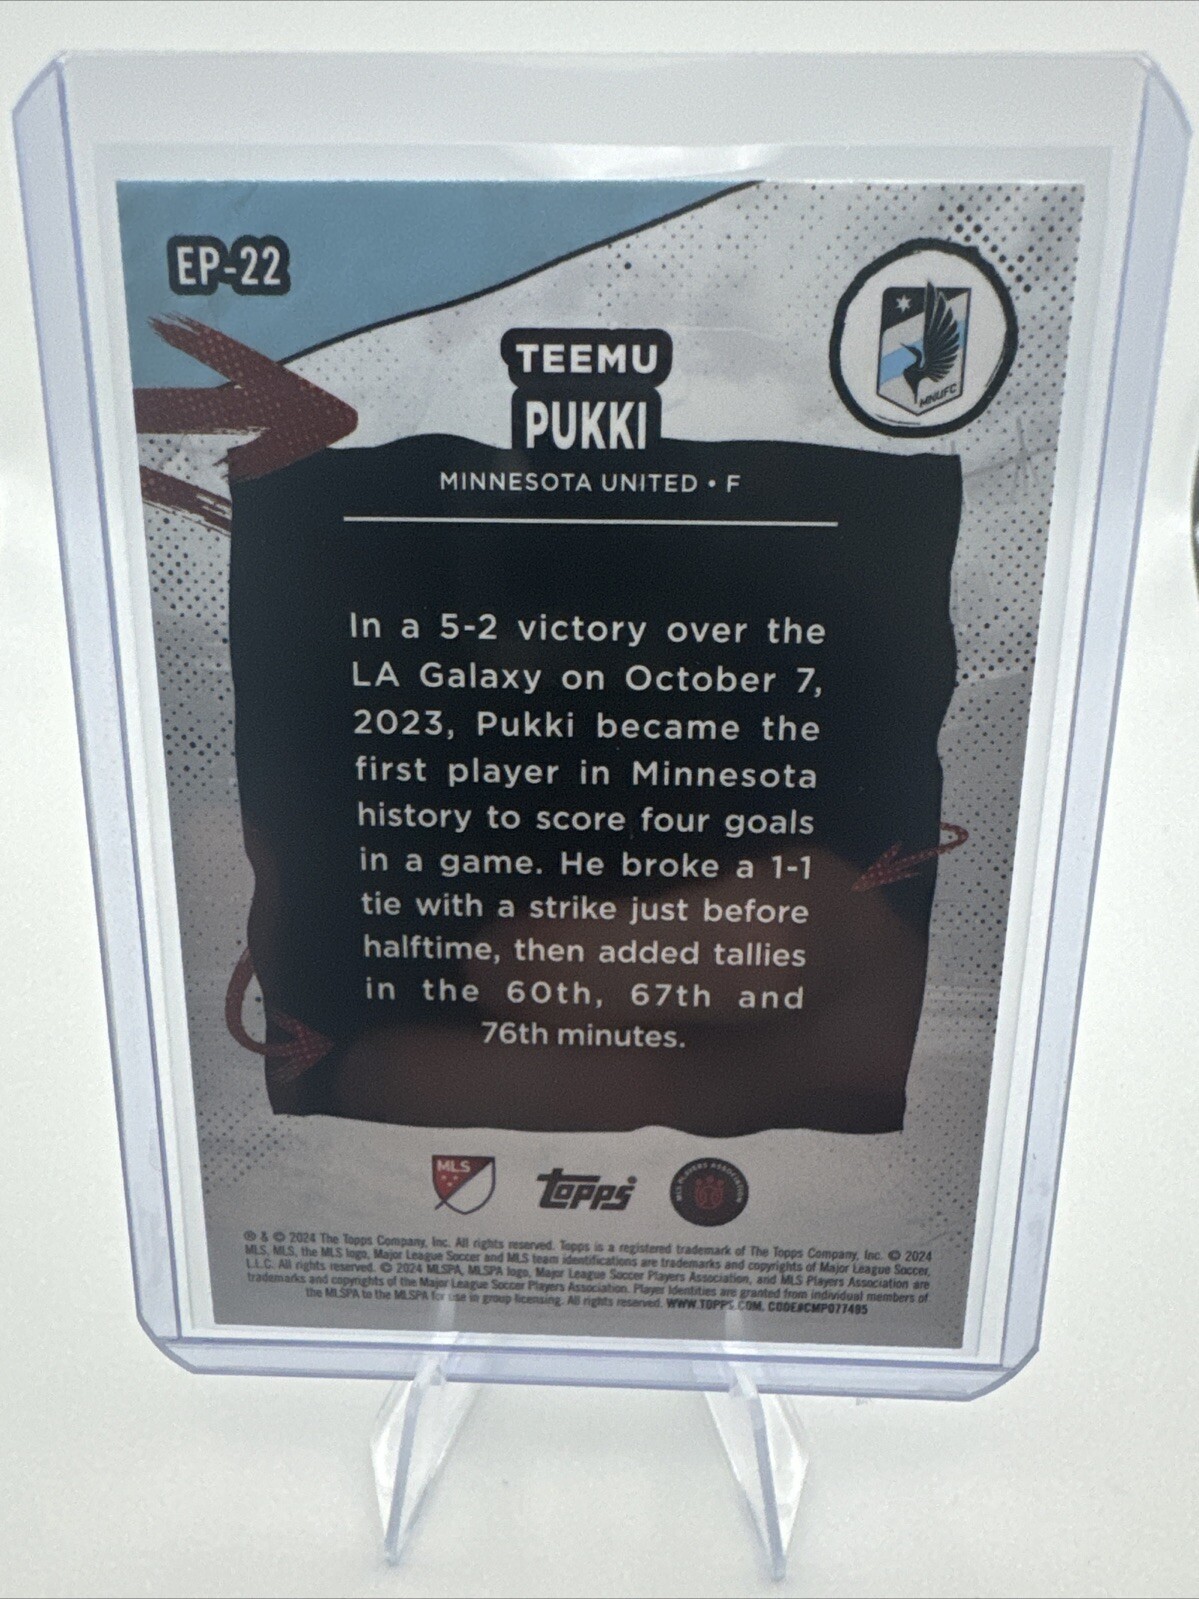 EP-22
MNUFC
TEEMU
PUKKI
MINNESOTA UNITED • F
In a 5-2 victory over the
LA Galaxy on October 7,
2023, Pukki became the
first player in Minnesota
history to score four goals
in a game. He broke a 1-1
tie with a strike just before
halftime, then added tallies
in the 60th, 67th and
76th minutes.
MLS
topps
MLS PLAYERS ASSOCIATION
® & © 2024 The Topps Company, Inc. All rights reserved. Topps is a registered trademark of The Topps Company, Inc. © 2024
MLS, MLS, the MLS logo, Major League Soccer and MLS team identifications are trademarks and copyrights of Major League Soccer,
L.L.C. All rights reserved. © 2024 MLSPA, MLSPA logo, Major League Soccer Players Association, and MLS Players Association are
trademarks and copyrights of the Major League Soccer Players Association. Player Identities are granted from individual members of
the MLSPA to the MLSPA for use in group licensing. All rights reserved. WWW.TOPPS.COM. CODE#CMP077495